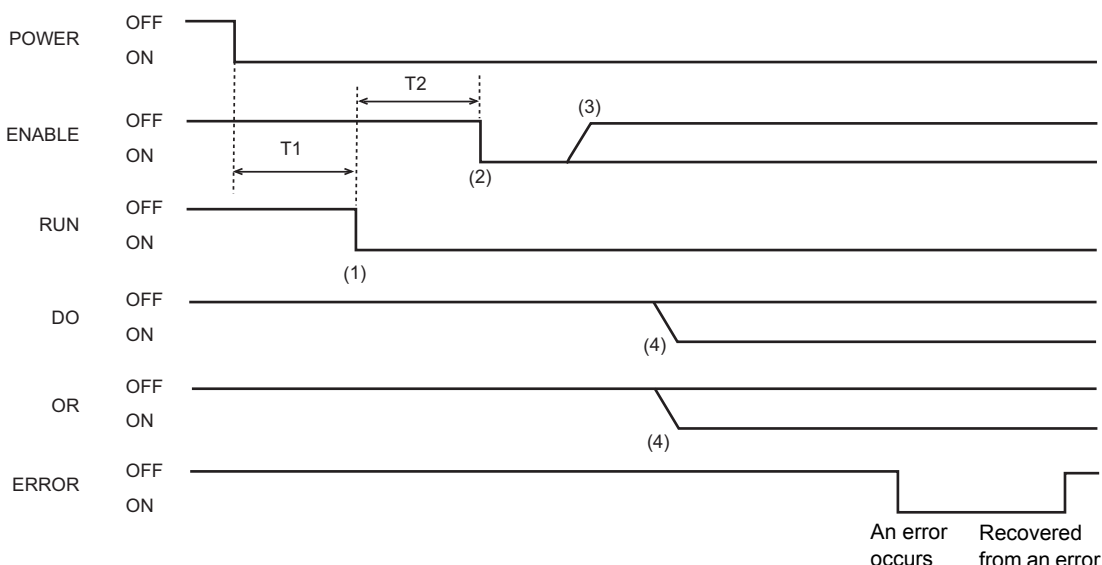 POWER
OFF
ON
T2
ENABLE
OFF
ON
(3)
T1
(2)
RUN
OFF
ON
(1)
DO
OFF
ON
(4)
OR
OFF
ON
(4)
ERROR
OFF
ON
An error
occurs
Recovered
from an error